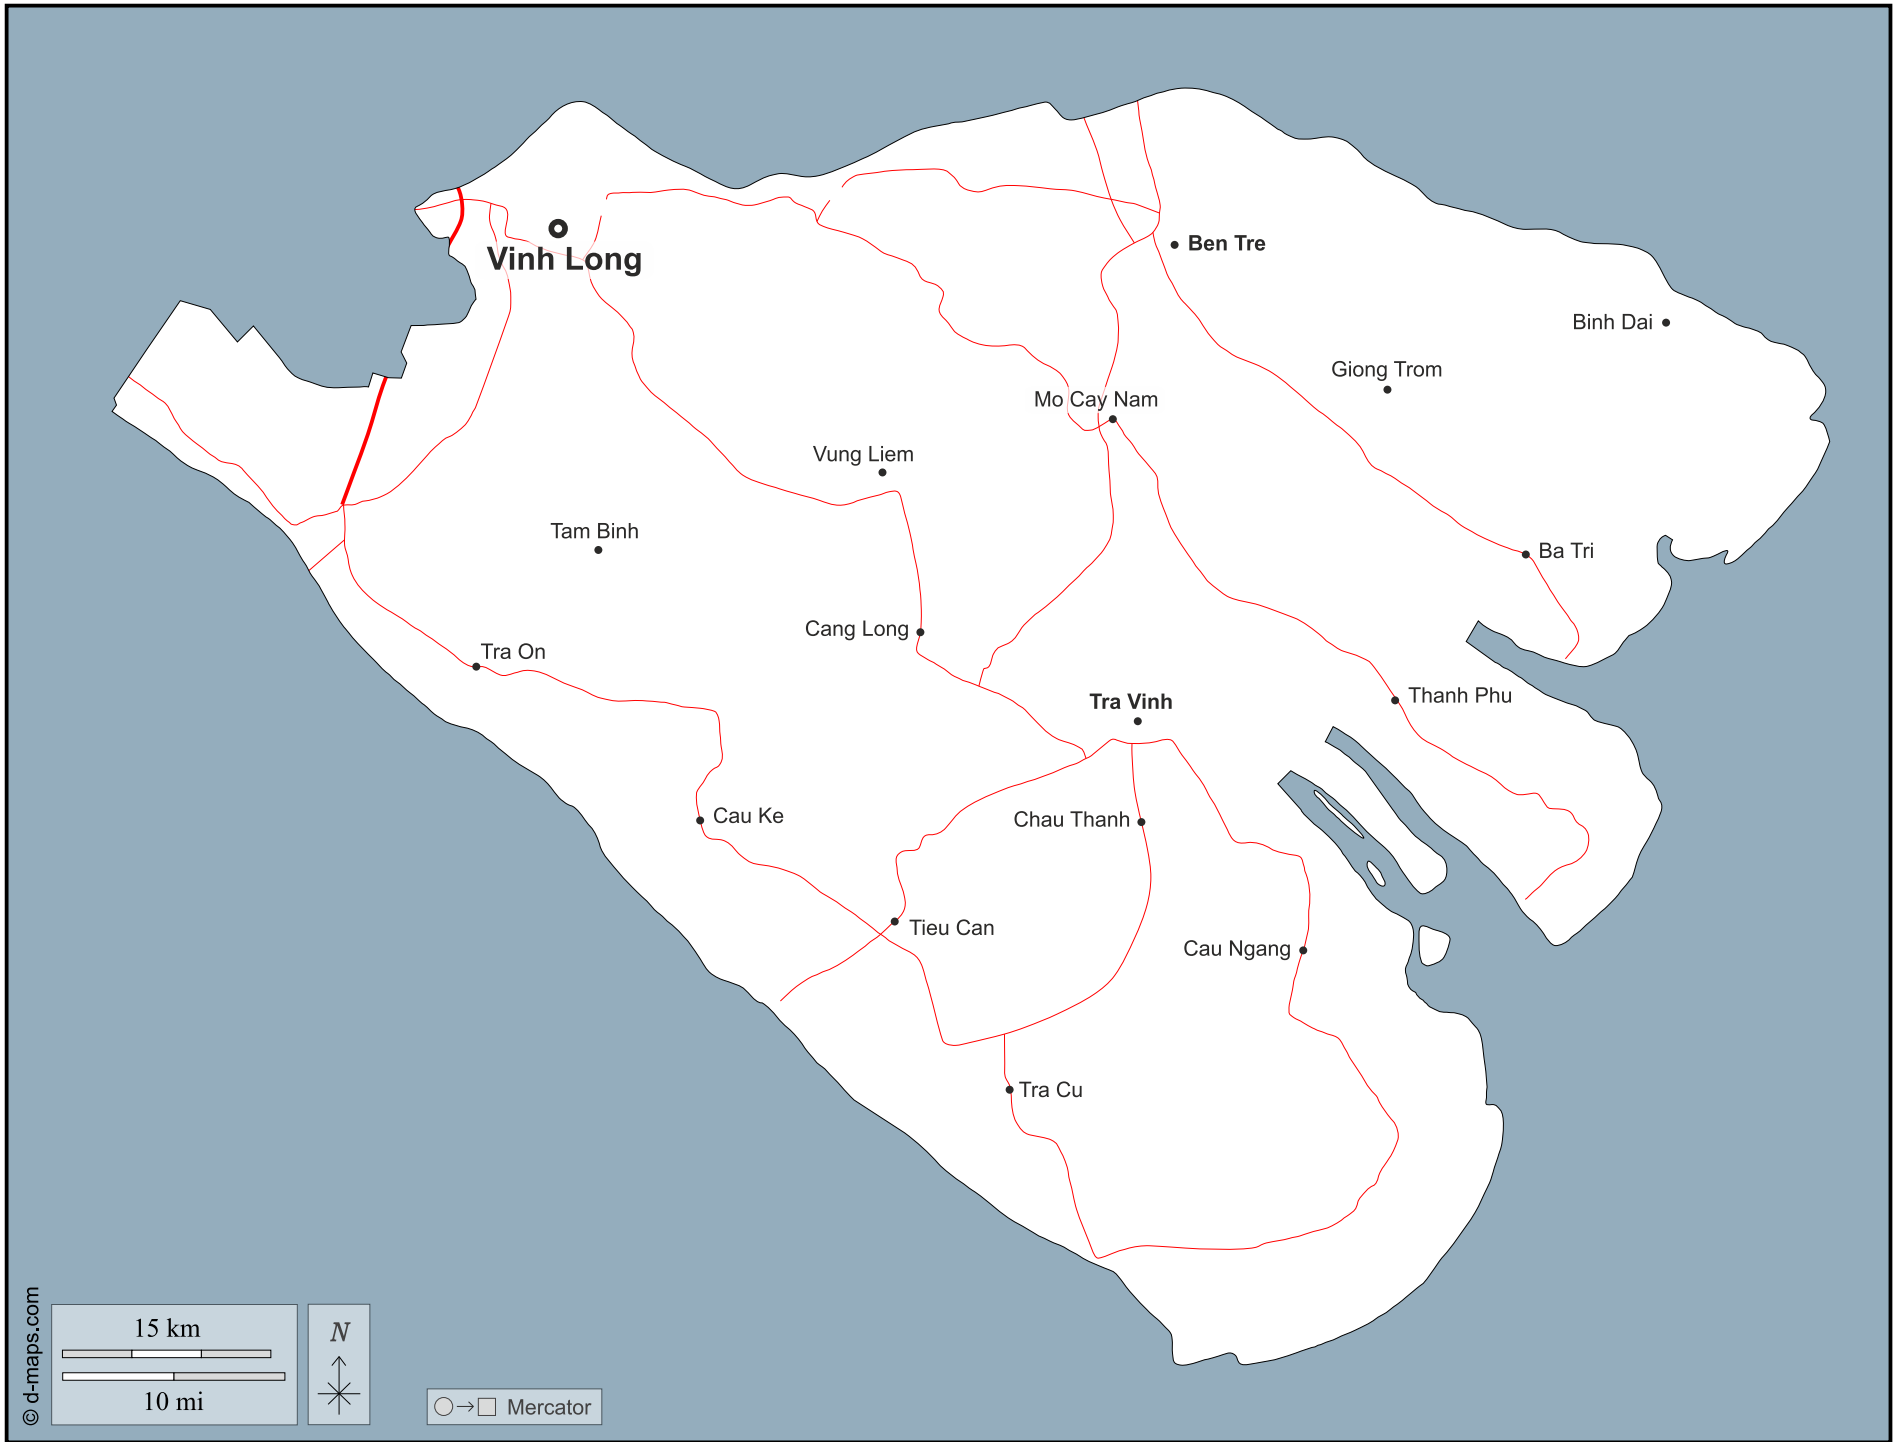 Vinh Long
Ben Tre
Binh Dai
Giong Trom
Mo Cay Nam
Vung Liem
Tam Binh
Ba Tri
Cang Long
Tra On
Thanh Phu
Tra Vinh
Cau Ke
Chau Thanh
Tieu Can
Cau Ngang
Tra Cu
© d-maps.com
15 km
10 mi
N
Mercator